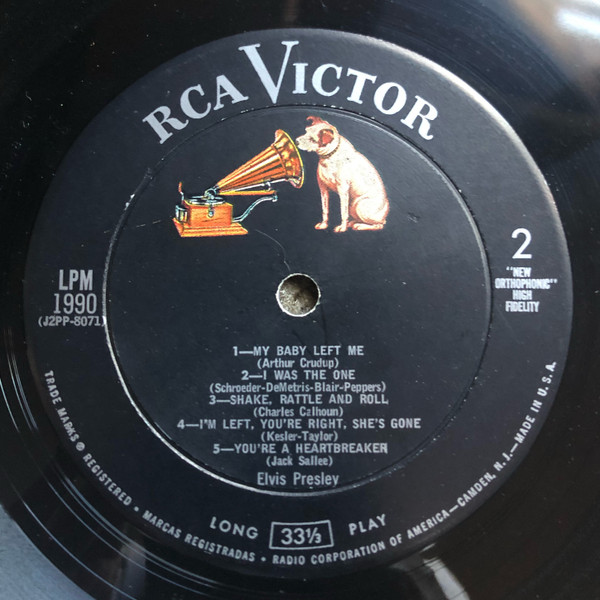 RCA VICTOR
LPM
1990
(J2PP-8071)
2
"NEW
ORTHOPHONIC"
HIGH
FIDELITY
1—MY BABY LEFT ME
(Arthur Crudup)
2—I WAS THE ONE
(Schroeder-DeMetris-Blair-Peppers)
3—SHAKE, RATTLE AND ROLL
(Charles Calhoun)
4—I'M LEFT, YOU'RE RIGHT, SHE'S GONE
(Kesler-Taylor)
5—YOU'RE A HEARTBREAKER
(Jack Sallee)
Elvis Presley
LONG 33⅓ PLAY
TRADE MARKS ® REGISTERED • MARCAS REGISTRADAS • RADIO CORPORATION OF AMERICA—CAMDEN, N.J.—MADE IN U.S.A.